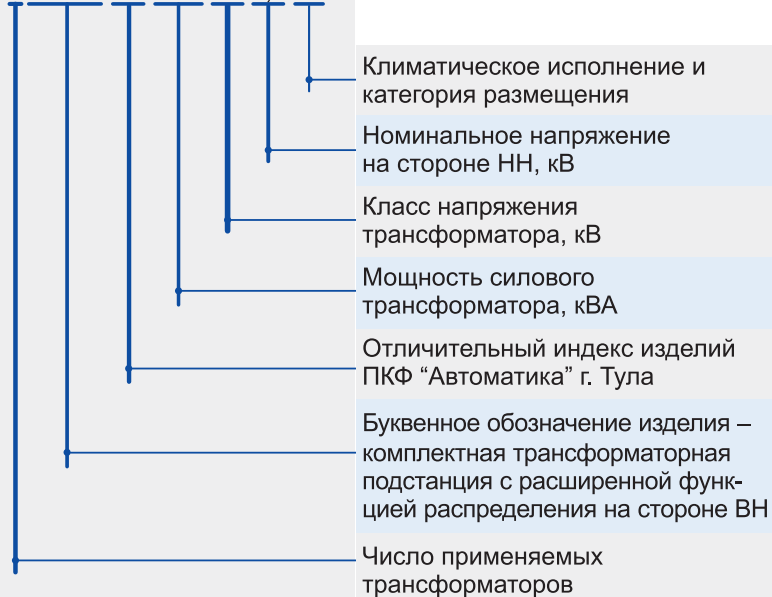 Климатическое исполнение и
категория размещения
Номинальное напряжение
на стороне НН, кВ
Класс напряжения
трансформатора, кВ
Мощность силового
трансформатора, кВА
Отличительный индекс изделий
ПКФ “Автоматика” г. Тула
Буквенное обозначение изделия –
комплектная трансформаторная
подстанция с расширенной функ-
цией распределения на стороне ВН
Число применяемых
трансформаторов